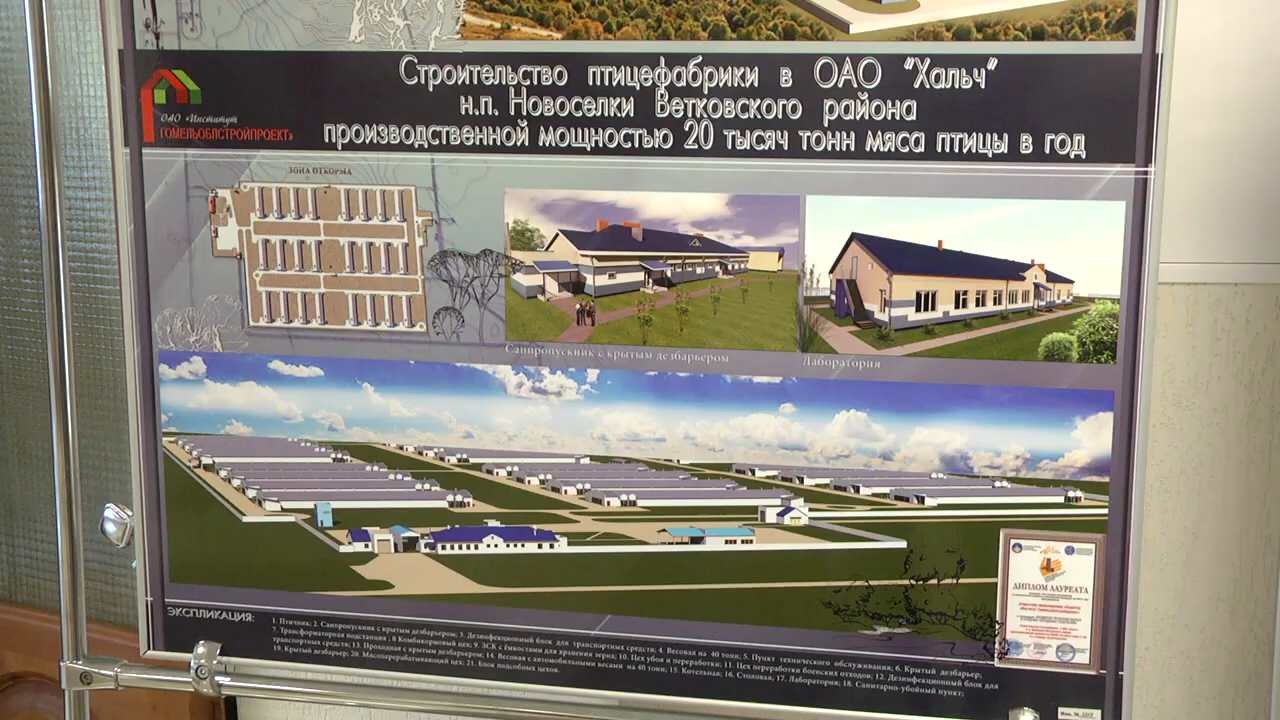 Строительство птицефабрики в ОАО "Хальч"
н.п. Новоселки Ветковского района
производственной мощностью 20 тысяч тонн мяса птицы в год
ОАО «Институт
ГОМЕЛЬОБЛСТРОЙПРОЕКТ»
ЗОНА ОТКОРМА
Санпропускник с крытым дезбарьером
Лаборатория
ДИПЛОМ ЛАУРЕАТА
ЭКСПЛИКАЦИЯ:
1. Птичник; 2. Санпропускник с крытым дезбарьером; 3. Дезинфекционный блок для транспортных средств; 4. Весовая на 40 тонн; 5. Пункт технического обслуживания; 6. Крытый дезбарьер;
7. Трансформаторная подстанция; 8 Комбикормовый цех; 9. ЗСК с ёмкостями для хранения зерна; 10. Цех убоя и переработки; 11. Цех переработки боенских отходов; 12. Дезинфекционный блок для
транспортных средств; 13. Проходная с крытым дезбарьером; 14. Весовая с автомобильными весами на 40 тонн; 15. Котельная; 16. Столовая; 17. Лаборатория; 18. Санитарно-убойный пункт;
19. Крытый дезбарьер; 20. Мясоперерабатывающий цех; 21. Блок подсобных цехов.